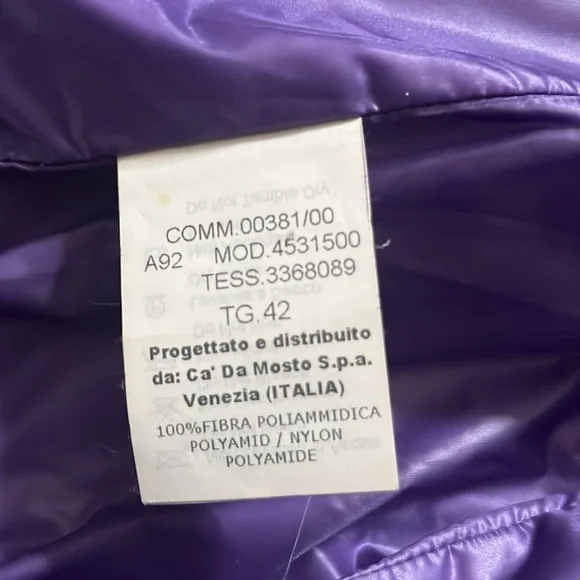 COMM.00381/00
A92 MOD.4531500
TESS.3368089
TG.42
Progettato e distribuito
da: Ca' Da Mosto S.p.a.
Venezia (ITALIA)
100%FIBRA POLIAMMIDICA
POLYAMID / NYLON
POLYAMIDE